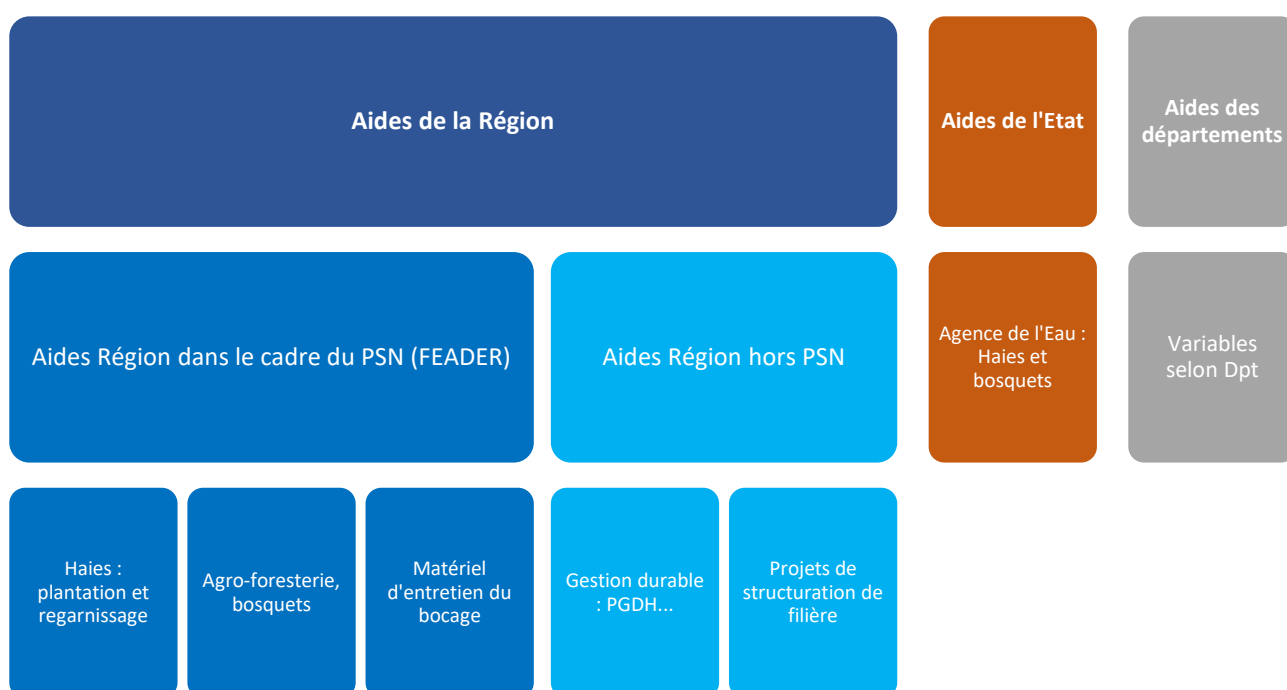 Aides de la Région
Aides de l'Etat
Aides des
départements
Aides Région dans le cadre du PSN (FEADER)
Aides Région hors PSN
Agence de l'Eau :
Haies et
bosquets
Variables
selon Dpt
Haies :
plantation et
regarnissage
Agro-foresterie,
bosquets
Matériel
d'entretien du
bocage
Gestion durable
: PGDH...
Projets de
structuration de
filière